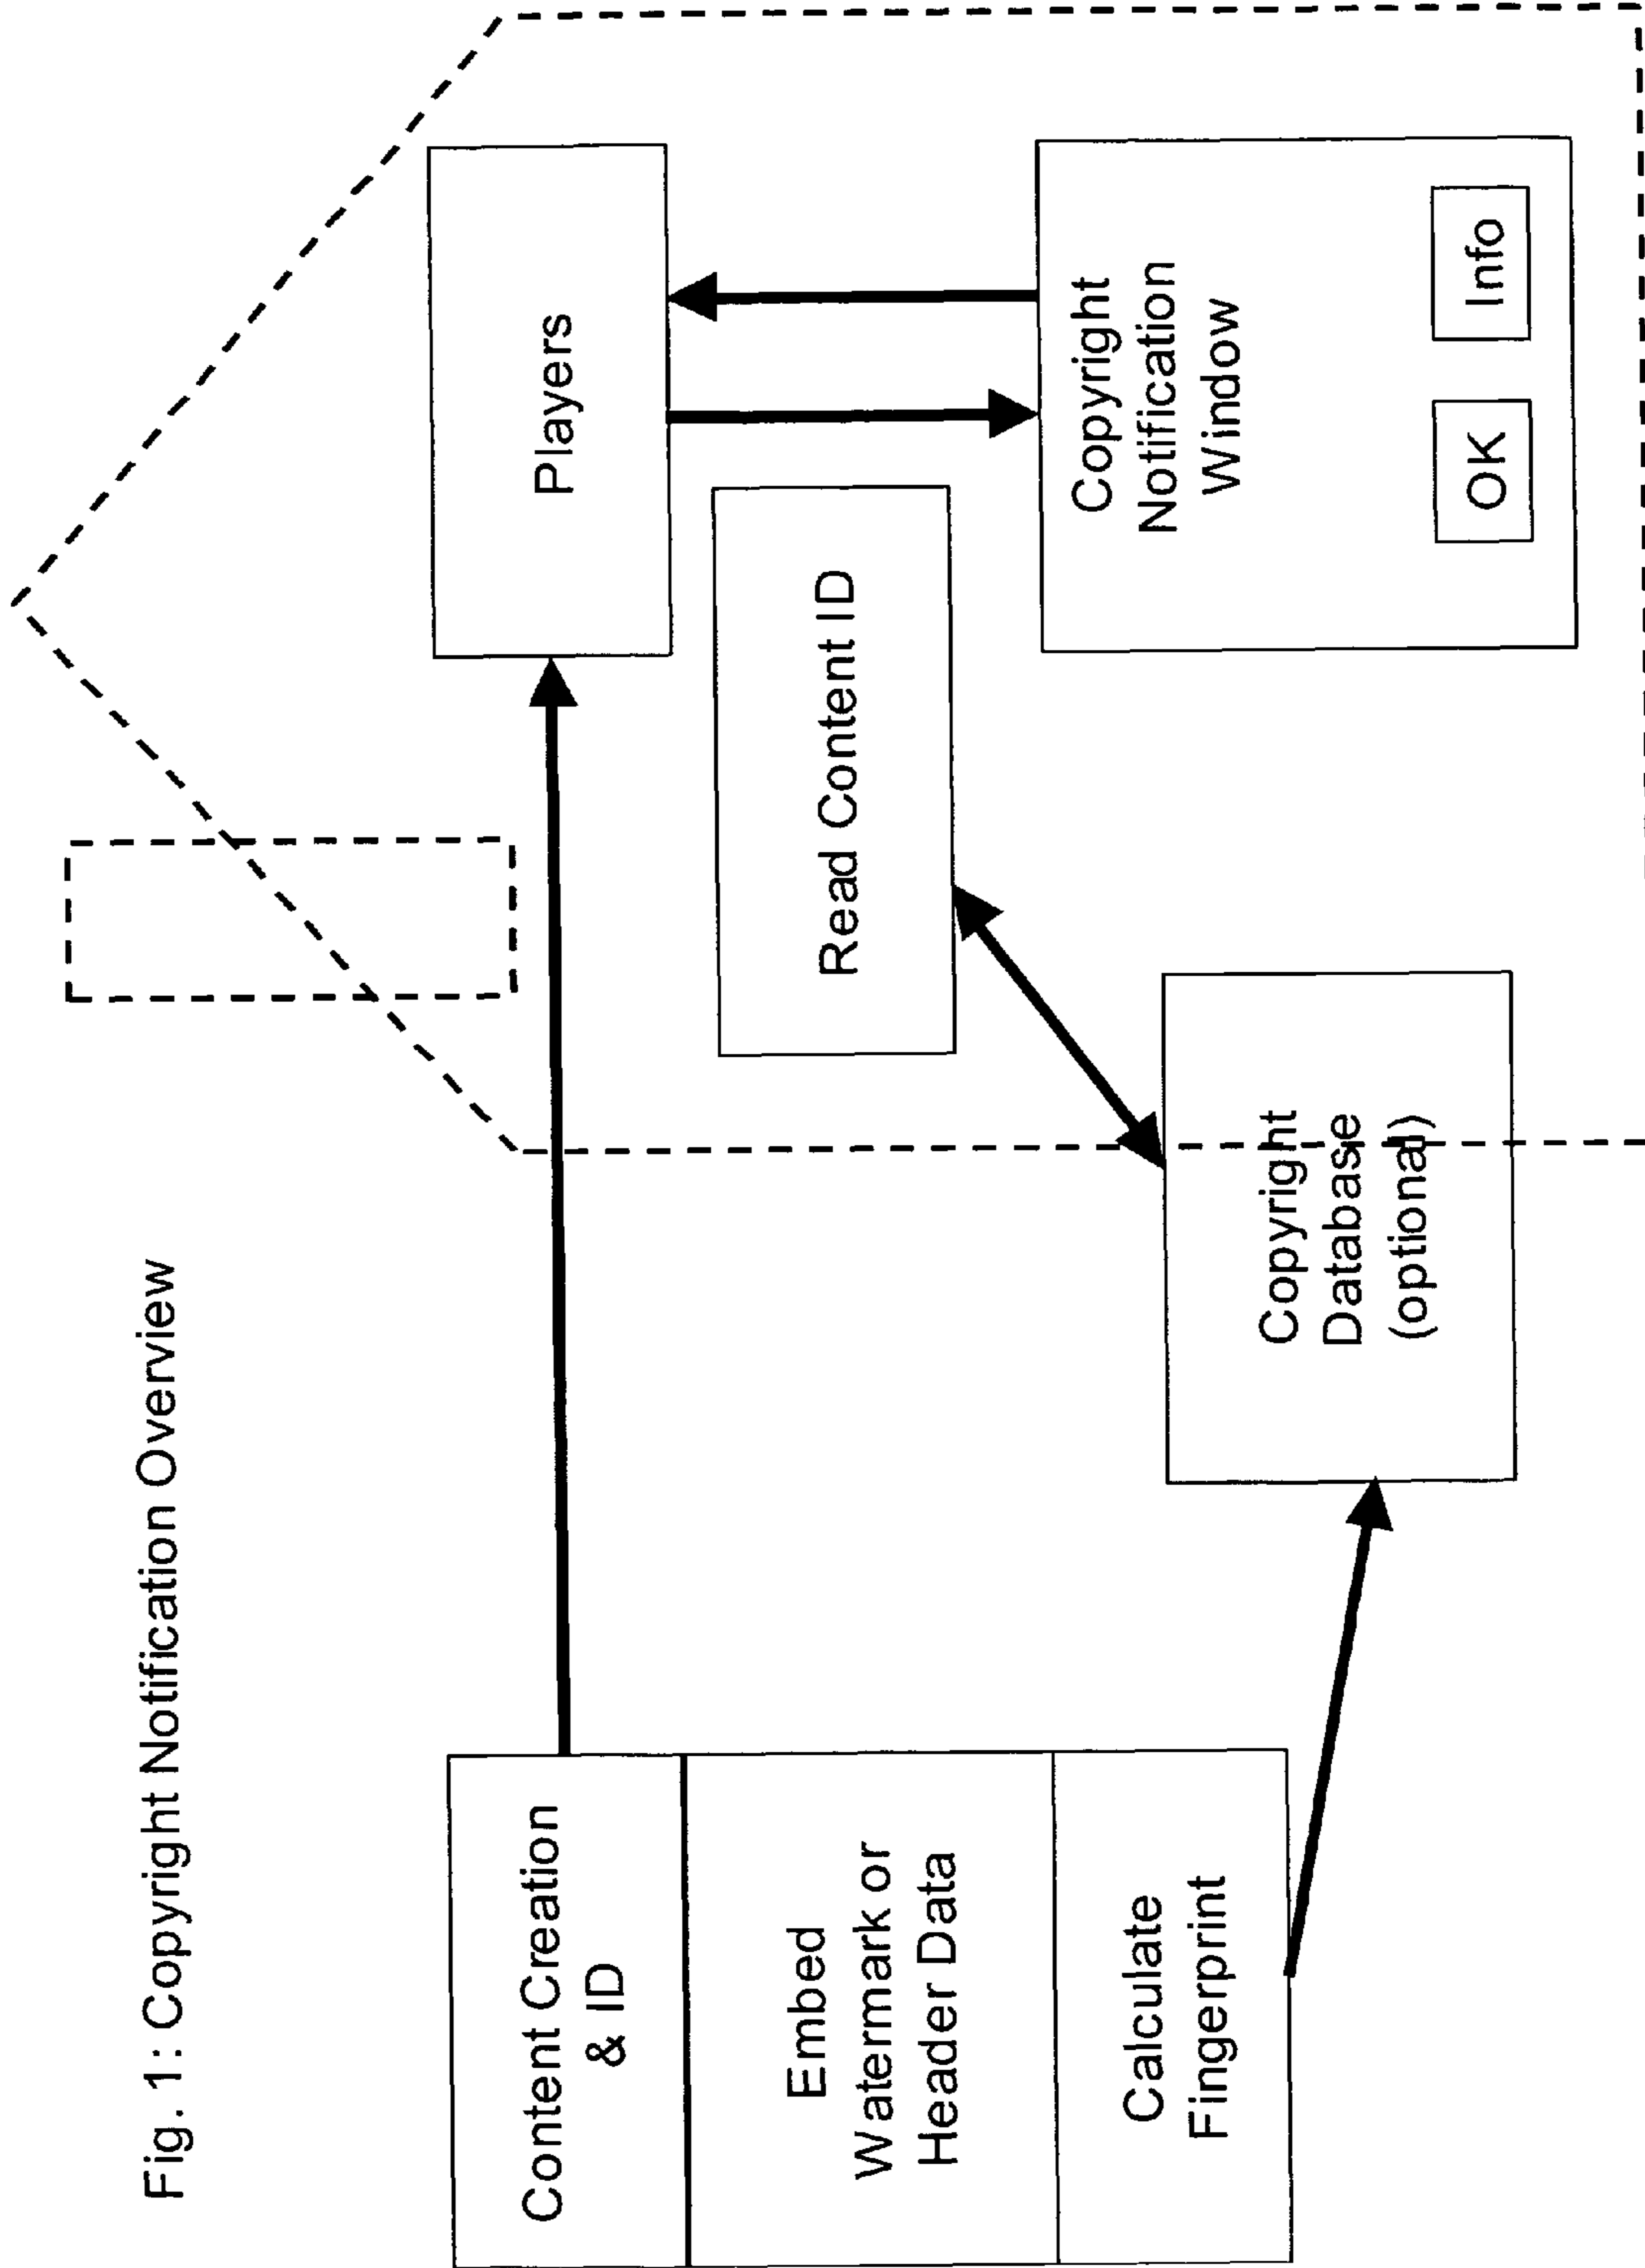 Fig. 1: Copyright Notification Overview
Content Creation
& ID
Embed
Watermark or
Header Data
Calculate
Fingerprint
Players
Read Content ID
Copyright
Database
(optional)
Copyright
Notification
Window
OK
Info